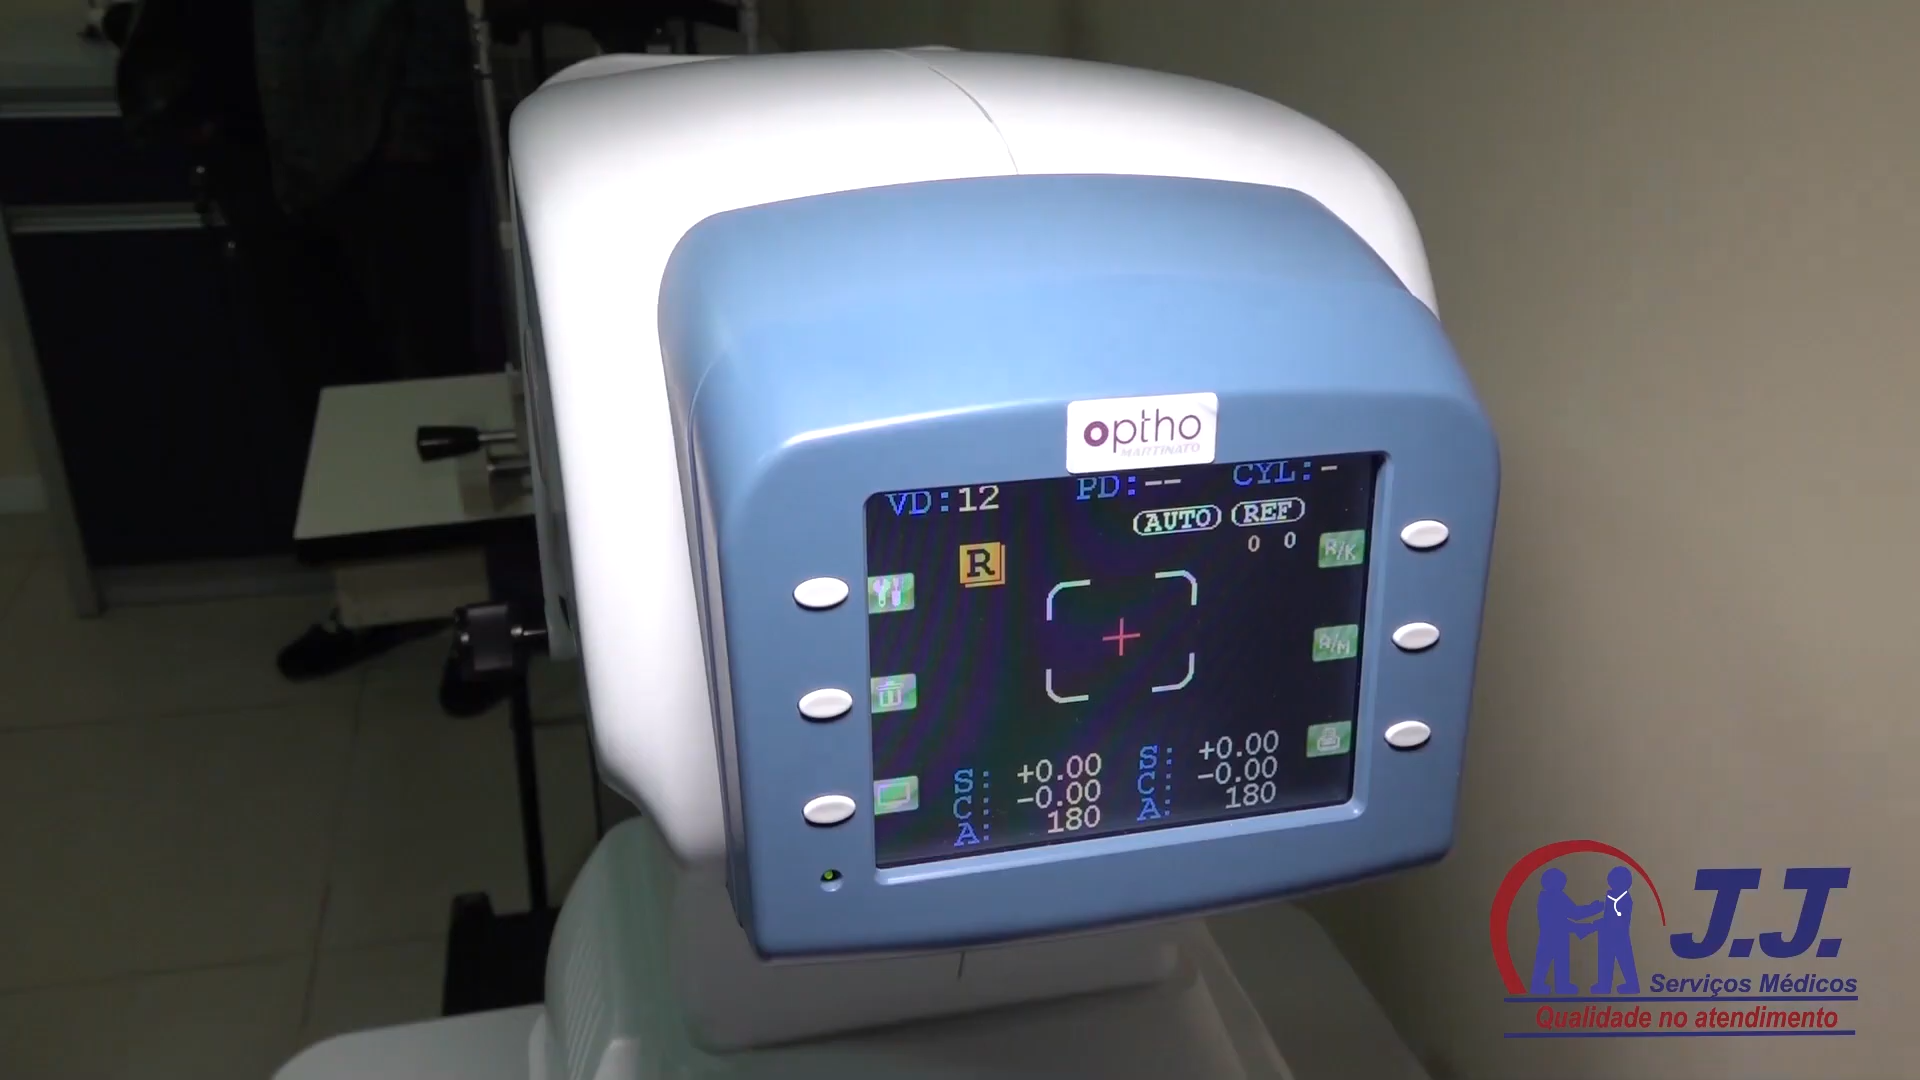 optho
MARTINATO
VD:12 PD:-- CYL:-
AUTO REF
0 0
R
R/K
R/M
S: +0.00 S: +0.00
C: -0.00 C: -0.00
A: 180 A: 180
J.J.
Serviços Médicos
Qualidade no atendimento